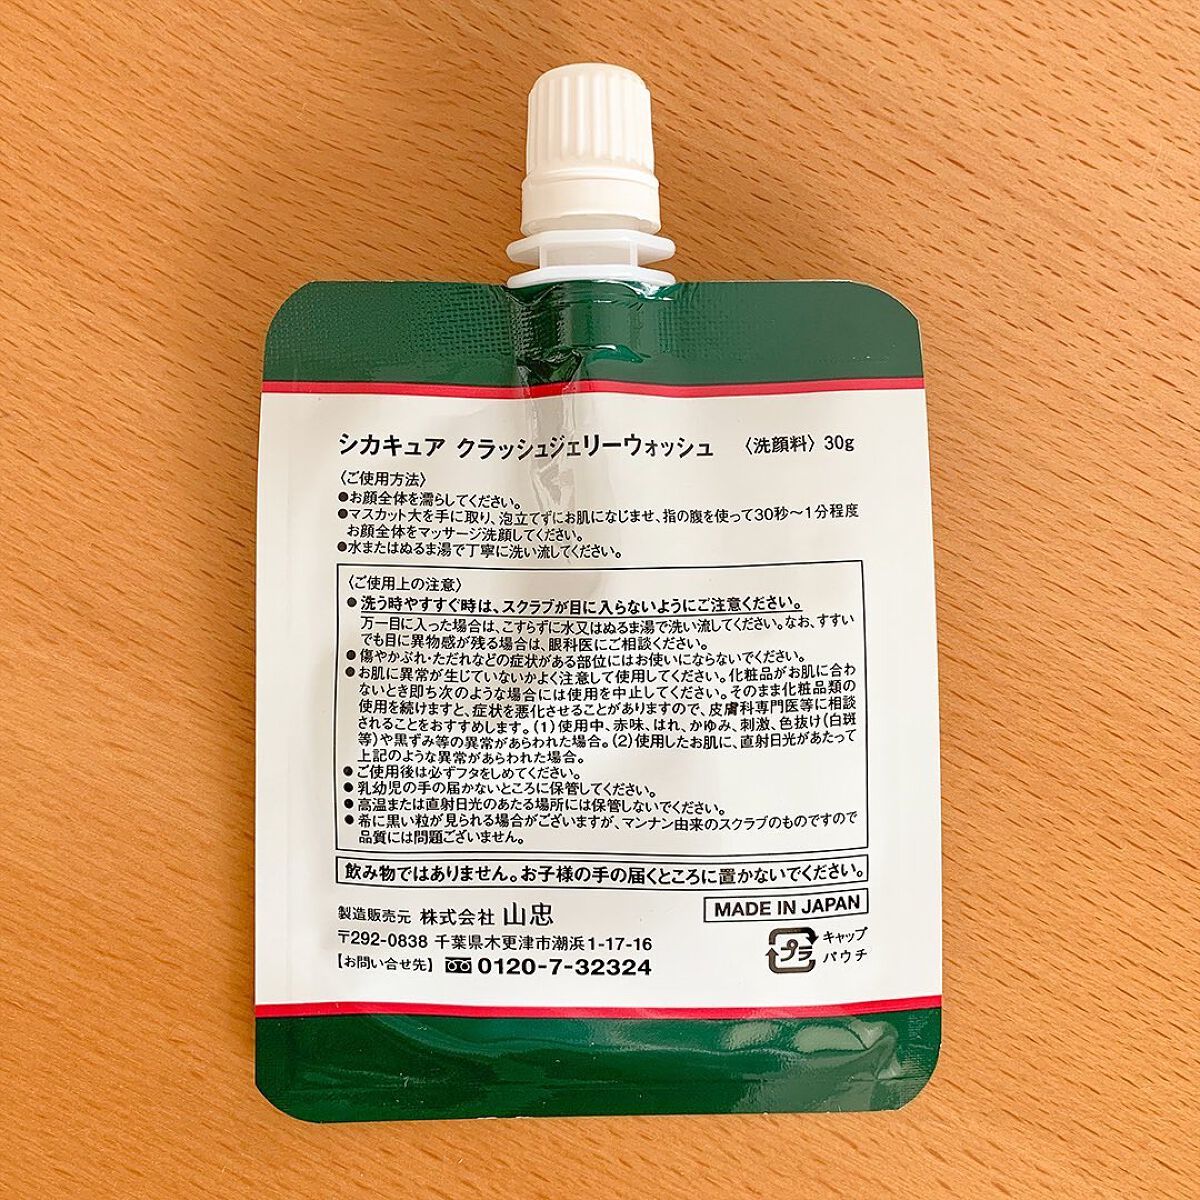 シカキュア クラッシュジェリーウォッシュ 〈洗顔料〉 30g
〈ご使用方法〉
●お顔全体を濡らしてください。
●マスカット大を手に取り、泡立てずにお肌になじませ、指の腹を使って30秒～1分程度
お顔全体をマッサージ洗顔してください。
●水またはぬるま湯で丁寧に洗い流してください。
〈ご使用上の注意〉
●洗う時やすすぐ時は、スクラブが目に入らないようにご注意ください。
万一目に入った場合は、こすらずに水又はぬるま湯で洗い流してください。なお、すすい
でも目に異物感が残る場合は、眼科医にご相談ください。
●傷やかぶれ・ただれなどの症状がある部位にはお使いにならないでください。
●お肌に異常が生じていないかよく注意して使用してください。化粧品がお肌に合わ
ないとき即ち次のような場合には使用を中止してください。そのまま化粧品類の
使用を続けますと、症状を悪化させることがありますので、皮膚科専門医等に相談
されることをおすすめします。(1)使用中、赤味、はれ、かゆみ、刺激、色抜け(白斑
等)や黒ずみ等の異常があらわれた場合。(2)使用したお肌に、直射日光があたって
上記のような異常があらわれた場合。
●ご使用後は必ずフタをしめてください。
●乳幼児の手の届かないところに保管してください。
●高温または直射日光のあたる場所には保管しないでください。
●希に黒い粒が見られる場合がございますが、マンナン由来のスクラブのものですので
品質には問題ございません。
飲み物ではありません。お子様の手の届くところに置かないでください。
製造販売元 株式会社 山忠
MADE IN JAPAN
〒292-0838 千葉県木更津市潮浜1-17-16
【お問い合せ先】 0120-7-32324
プラ
キャップ
パウチ